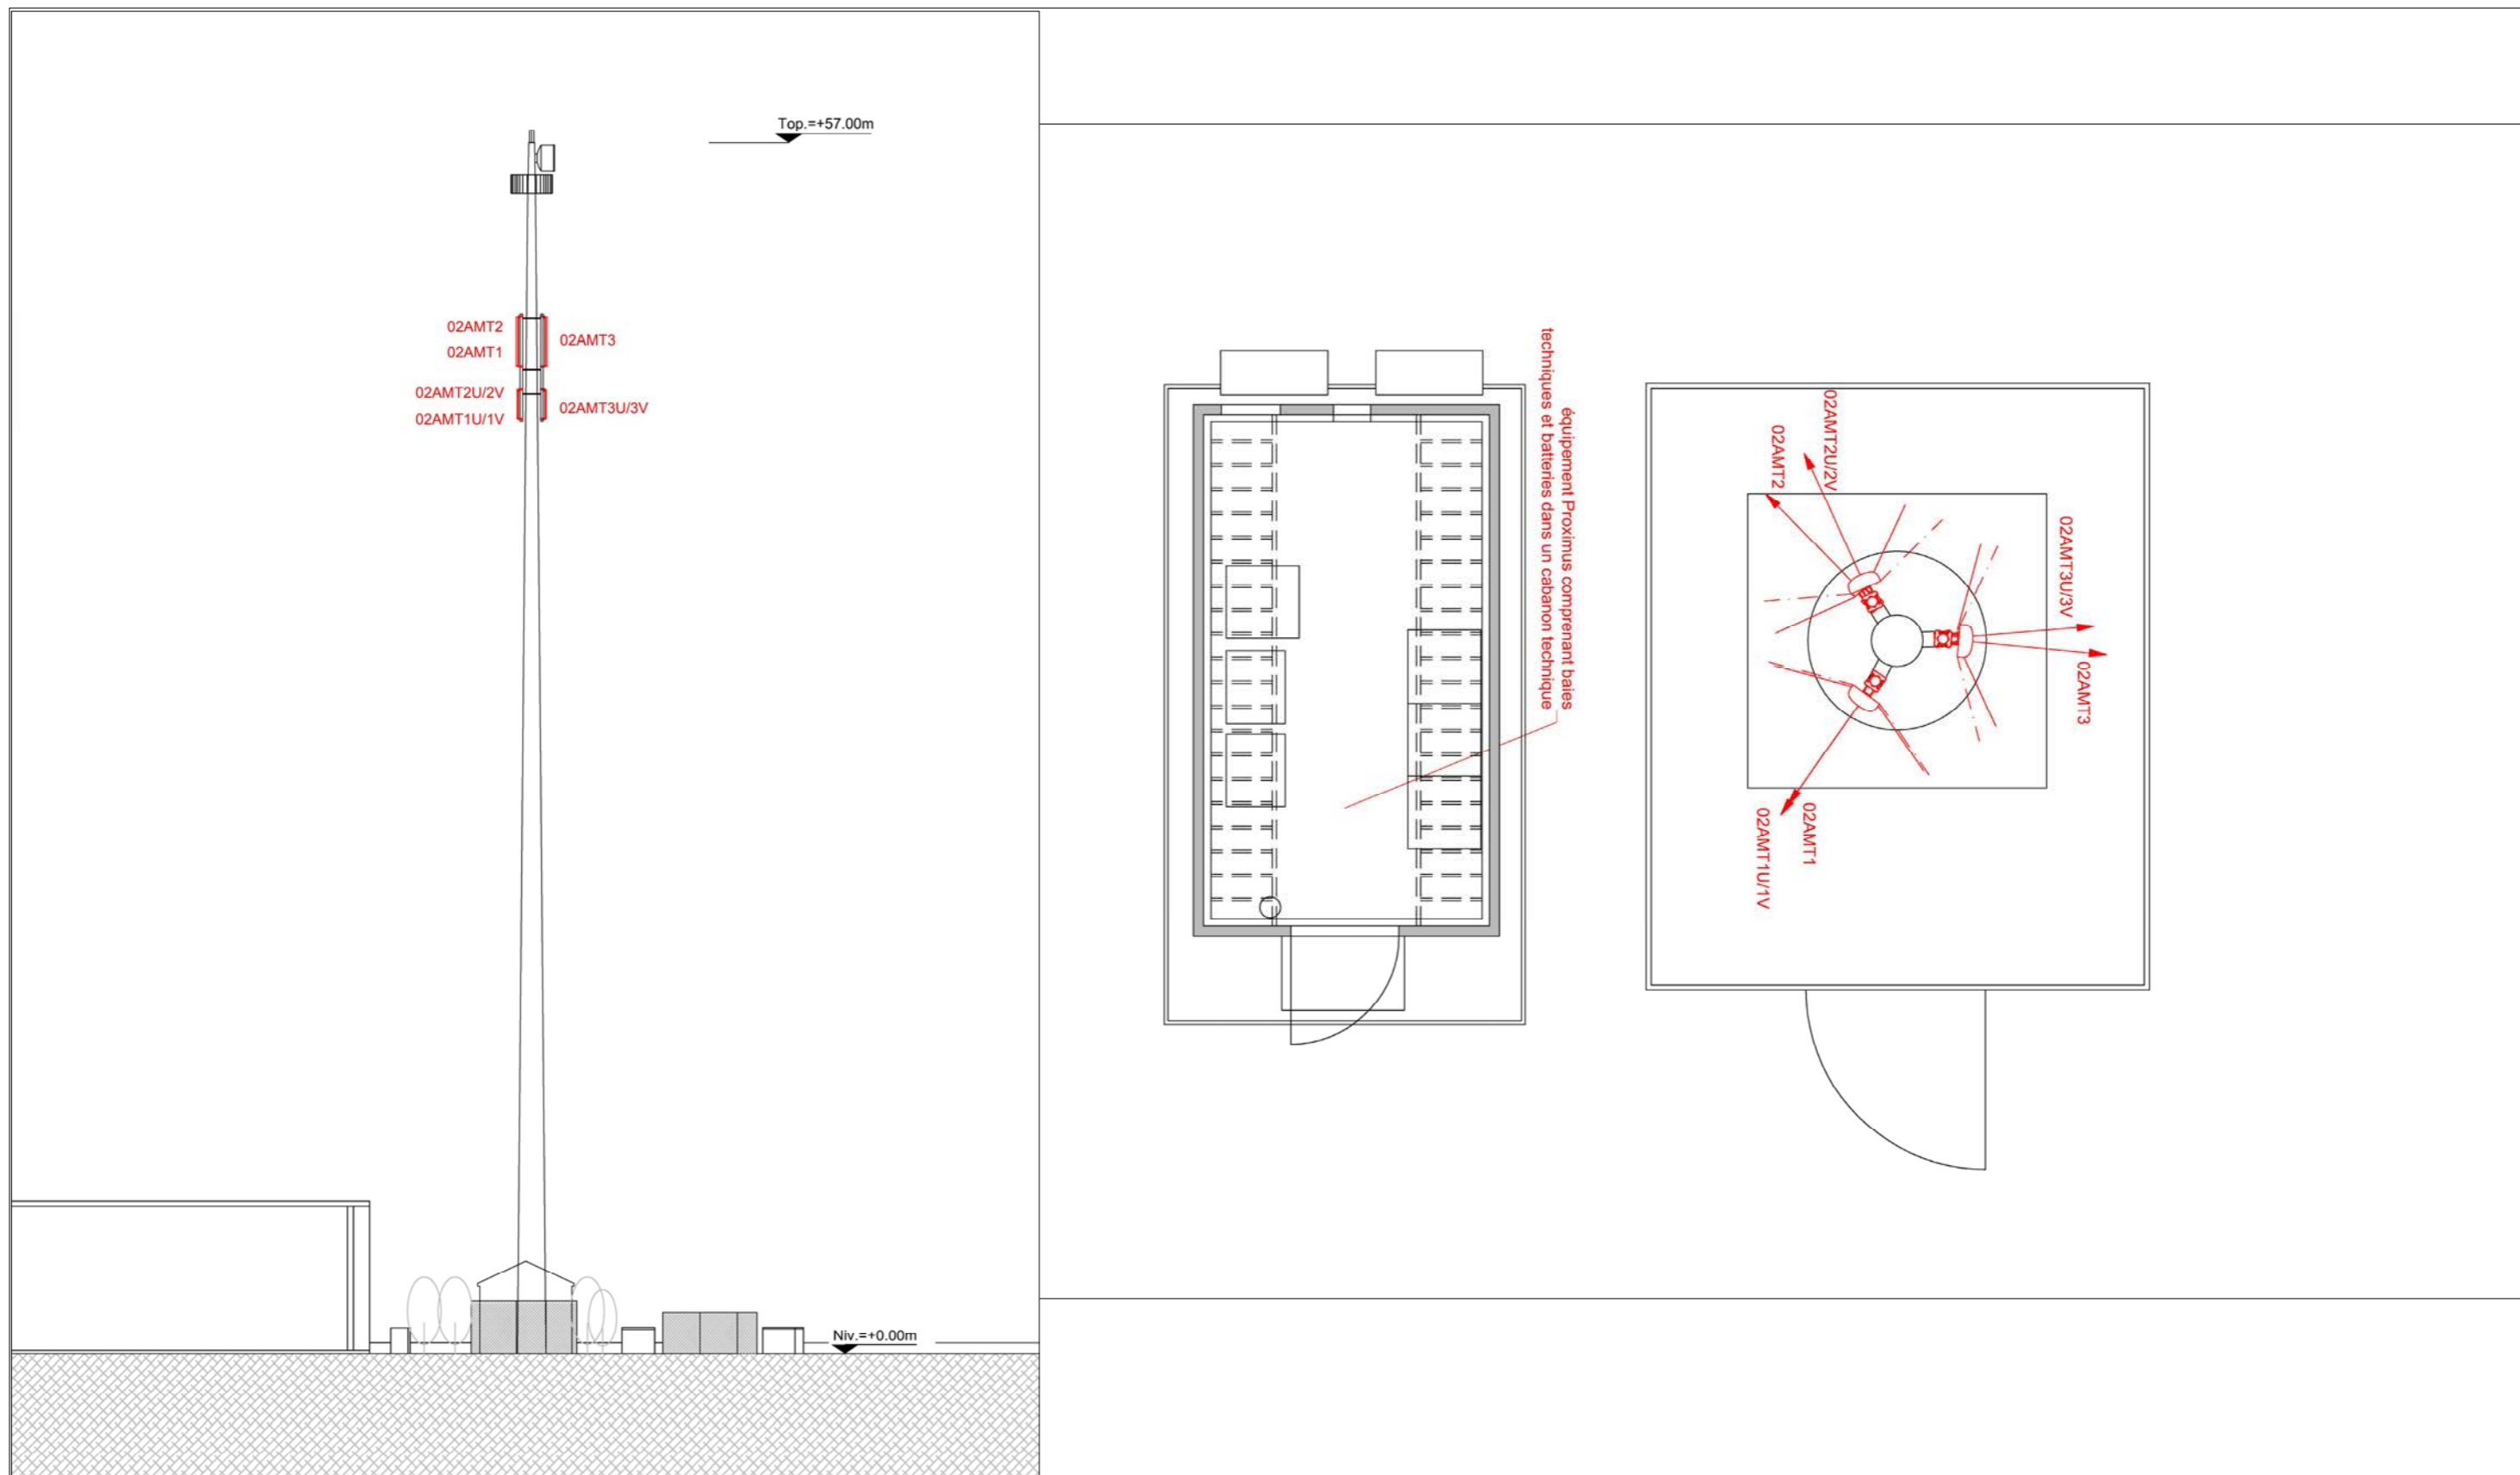 Top.=+57.00m
02AMT2
02AMT1
02AMT3
02AMT2U/2V
02AMT1U/1V
02AMT3U/3V
Niv.=+0.00m
équipement Proximus comprenant baies
techniques et batteries dans un cabanon technique
02AMT2U/2V
02AMT2
02AMT3U/3V
02AMT3
02AMT1
02AMT1U/1V